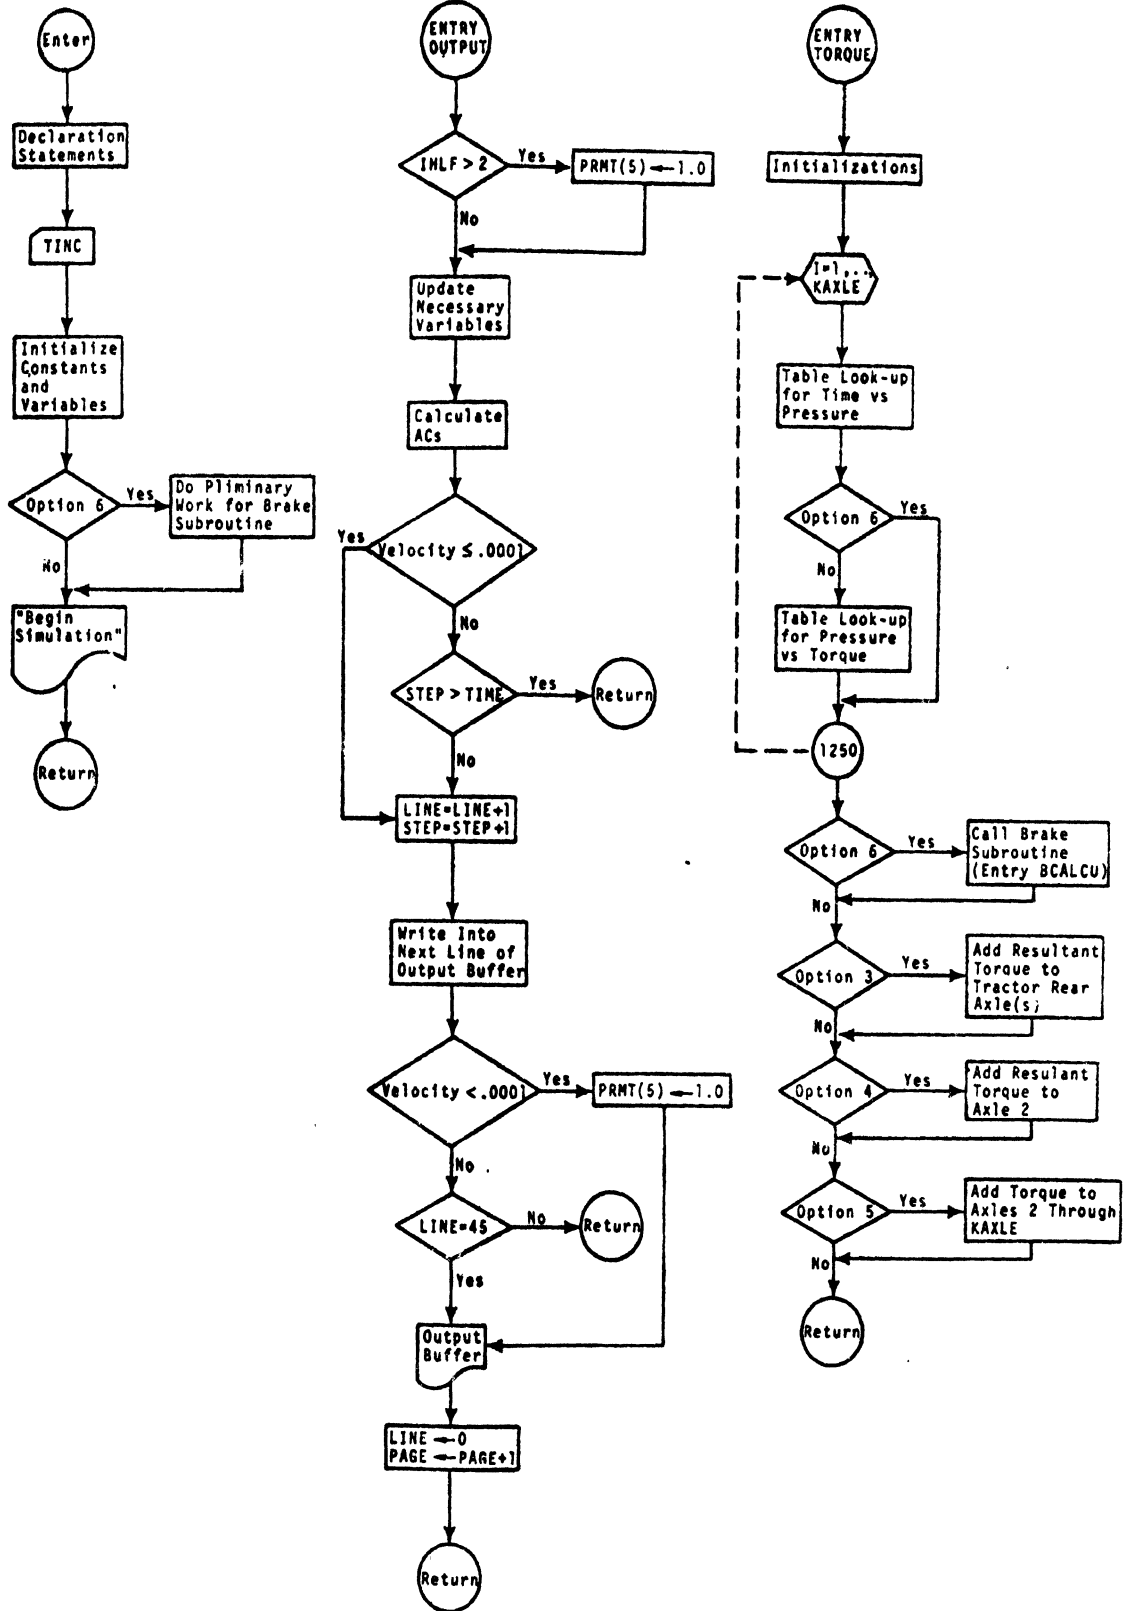 Enter
Declaration
Statements
TINC
Initialize
Constants
and
Variables
Option 6
Yes
Do Pliminary
Work for Brake
Subroutine
No
"Begin
Simulation"
Return
ENTRY
OUTPUT
IHLF > 2
Yes
PRMT(5) ← 1.0
No
Update
Necessary
Variables
Calculate
ACs
Yes
Velocity ≤ .0001
No
STEP > TIME
Yes
Return
No
LINE=LINE+1
STEP=STEP+1
Write Into
Next Line of
Output Buffer
Velocity < .0001
Yes
PRMT(5) ← 1.0
No
LINE=45
No
Return
Yes
Output
Buffer
LINE ← 0
PAGE ← PAGE+1
Return
ENTRY
TORQUE
Initializations
I=1,..,
KAXLE
Table Look-up
for Time vs
Pressure
Option 6
Yes
No
Table Look-up
for Pressure
vs Torque
1250
Option 6
Yes
Call Brake
Subroutine
(Entry BCALCU)
No
Option 3
Yes
Add Resultant
Torque to
Tractor Rear
Axle(s)
No
Option 4
Yes
Add Resulant
Torque to
Axle 2
No
Option 5
Yes
Add Torque to
Axles 2 Through
KAXLE
No
Return